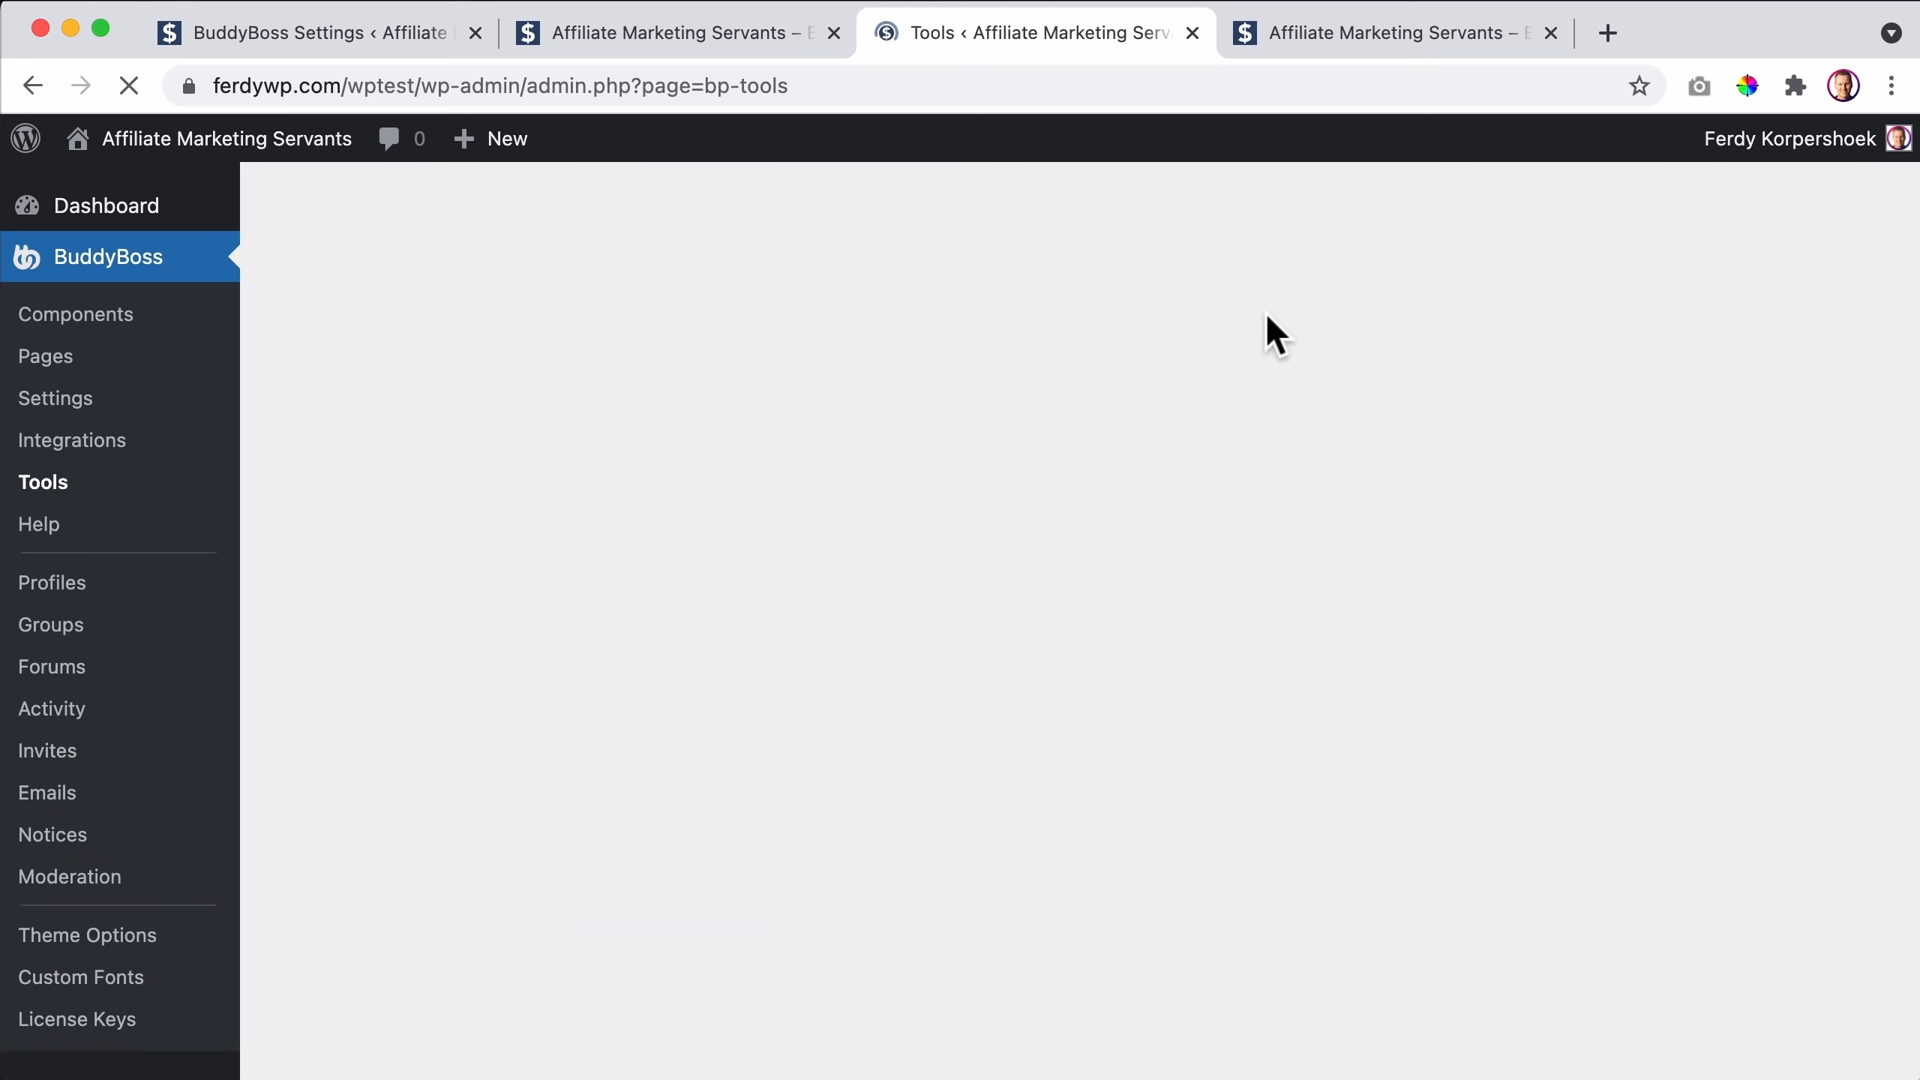 BuddyBoss Settings ‹ Affiliate
Affiliate Marketing Servants –
Tools ‹ Affiliate Marketing Serv
Affiliate Marketing Servants –
ferdywp.com/wptest/wp-admin/admin.php?page=bp-tools
Affiliate Marketing Servants
0
New
Ferdy Korpershoek
Dashboard
BuddyBoss
Components
Pages
Settings
Integrations
Tools
Help
Profiles
Groups
Forums
Activity
Invites
Emails
Notices
Moderation
Theme Options
Custom Fonts
License Keys